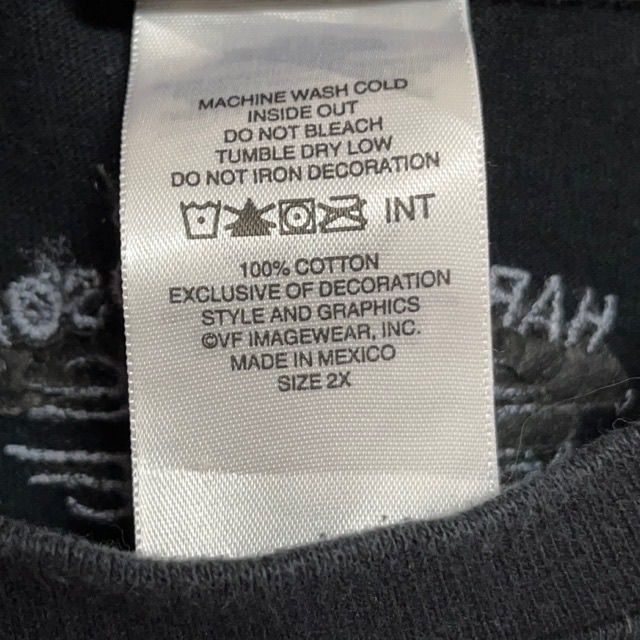 MACHINE WASH COLD
INSIDE OUT
DO NOT BLEACH
TUMBLE DRY LOW
DO NOT IRON DECORATION
INT
100% COTTON
EXCLUSIVE OF DECORATION
STYLE AND GRAPHICS
©VF IMAGEWEAR, INC.
MADE IN MEXICO
SIZE 2X